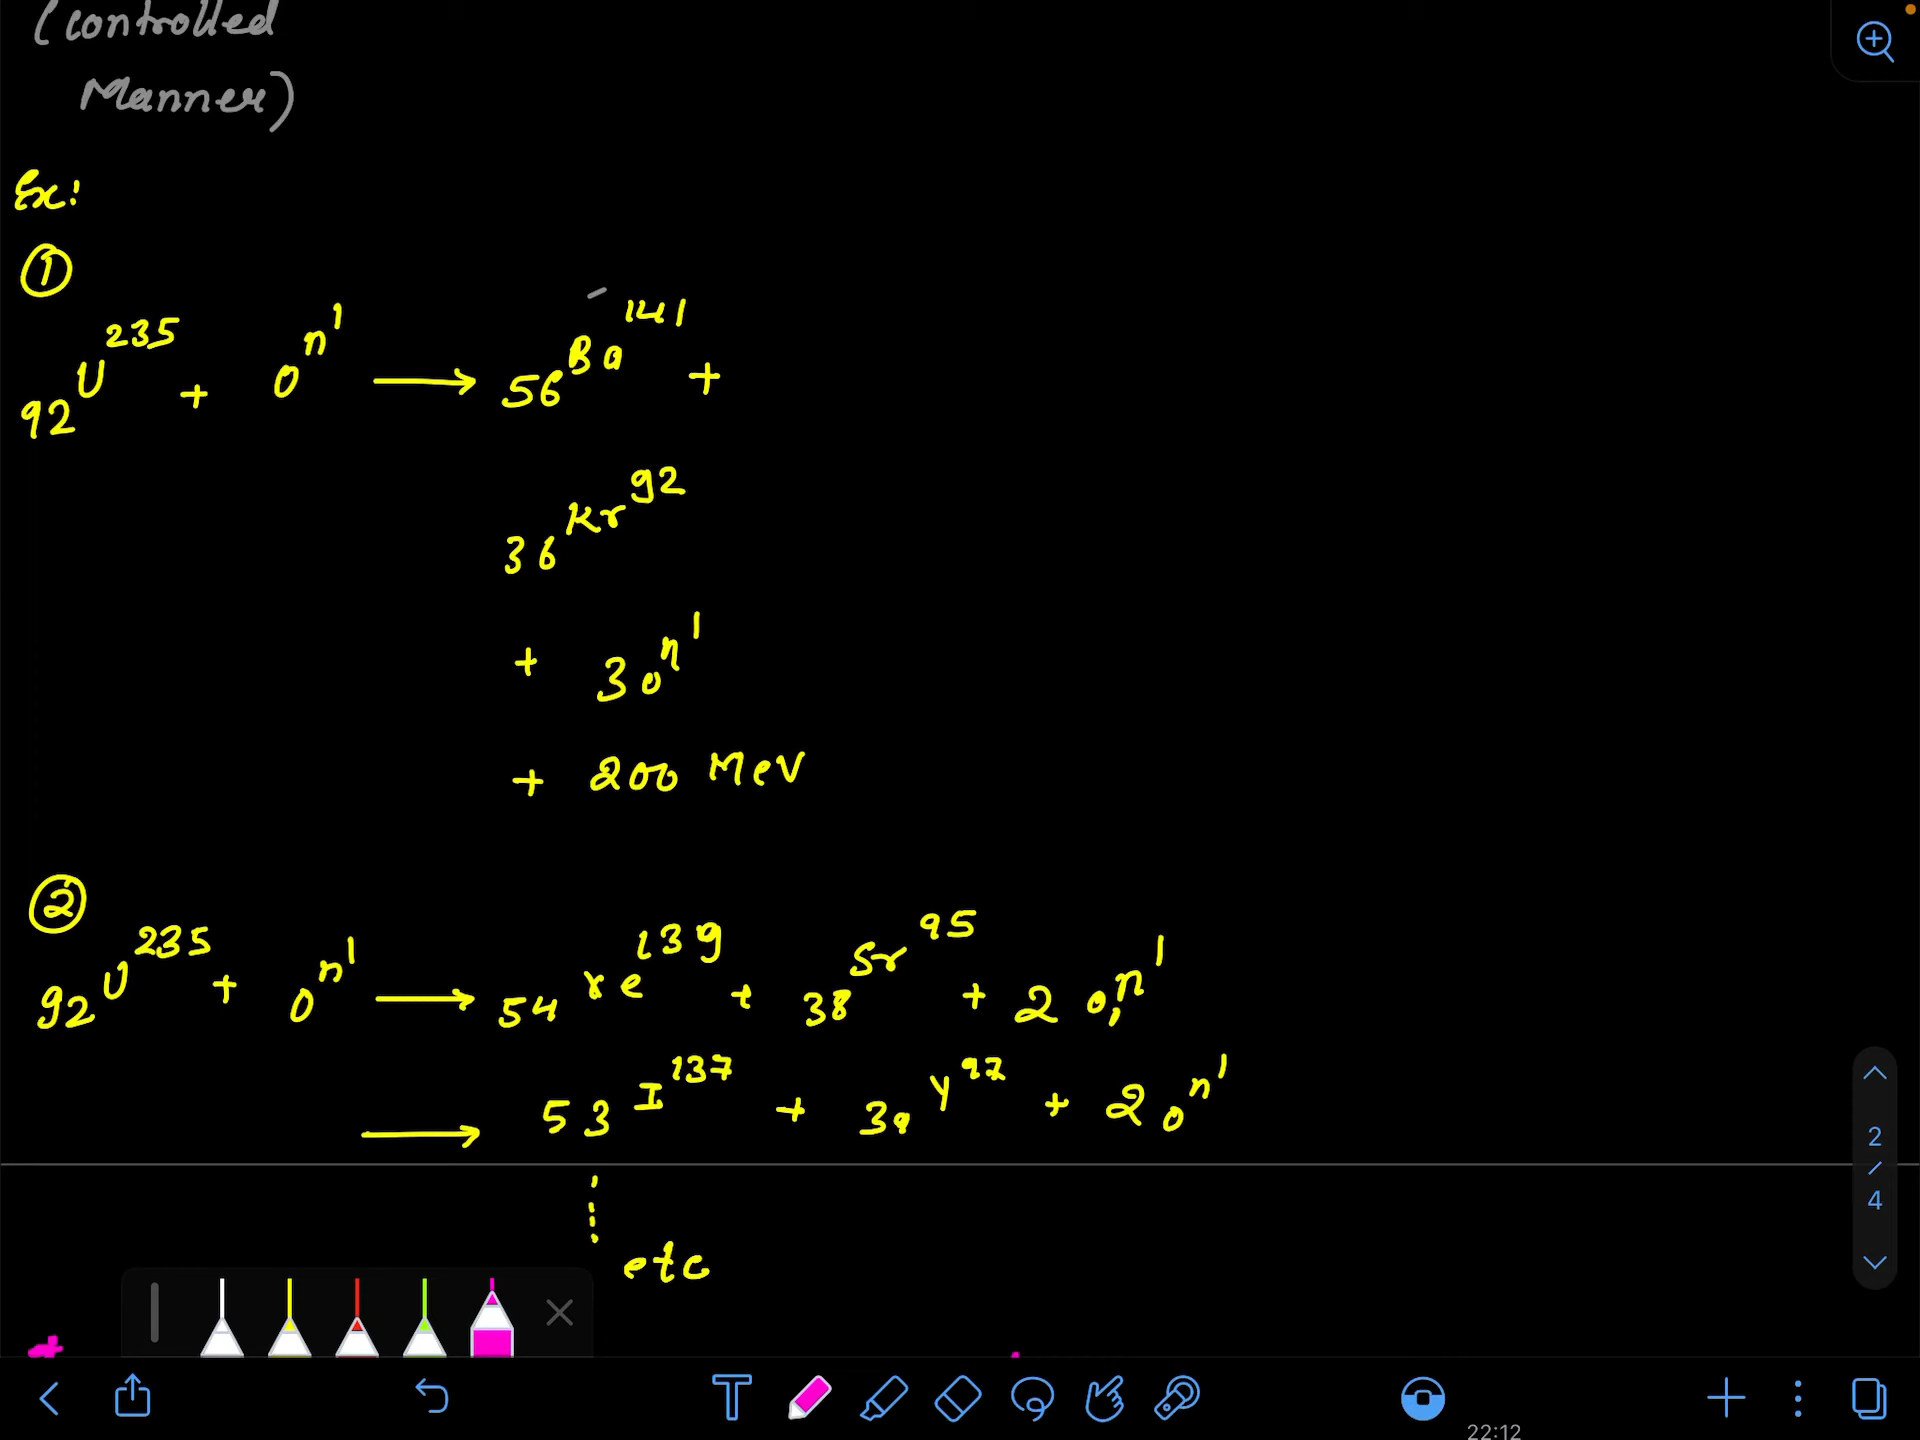 (Controlled
Manner)
Ex:
①
₉₂U²³⁵ + ₀n¹ ⟶ ₅₆Ba¹⁴¹ +
₃₆Kr⁹²
+ 3 ₀n¹
+ 200 MeV
②
₉₂U²³⁵ + ₀n¹ ⟶ ₅₄Xe¹³⁹ + ₃₈Sr⁹⁵ + 2 ₀n¹
⟶ ₅₃I¹³⁷ + ₃₉Y⁹⁷ + 2 ₀n¹
etc
2
/
4
22:12